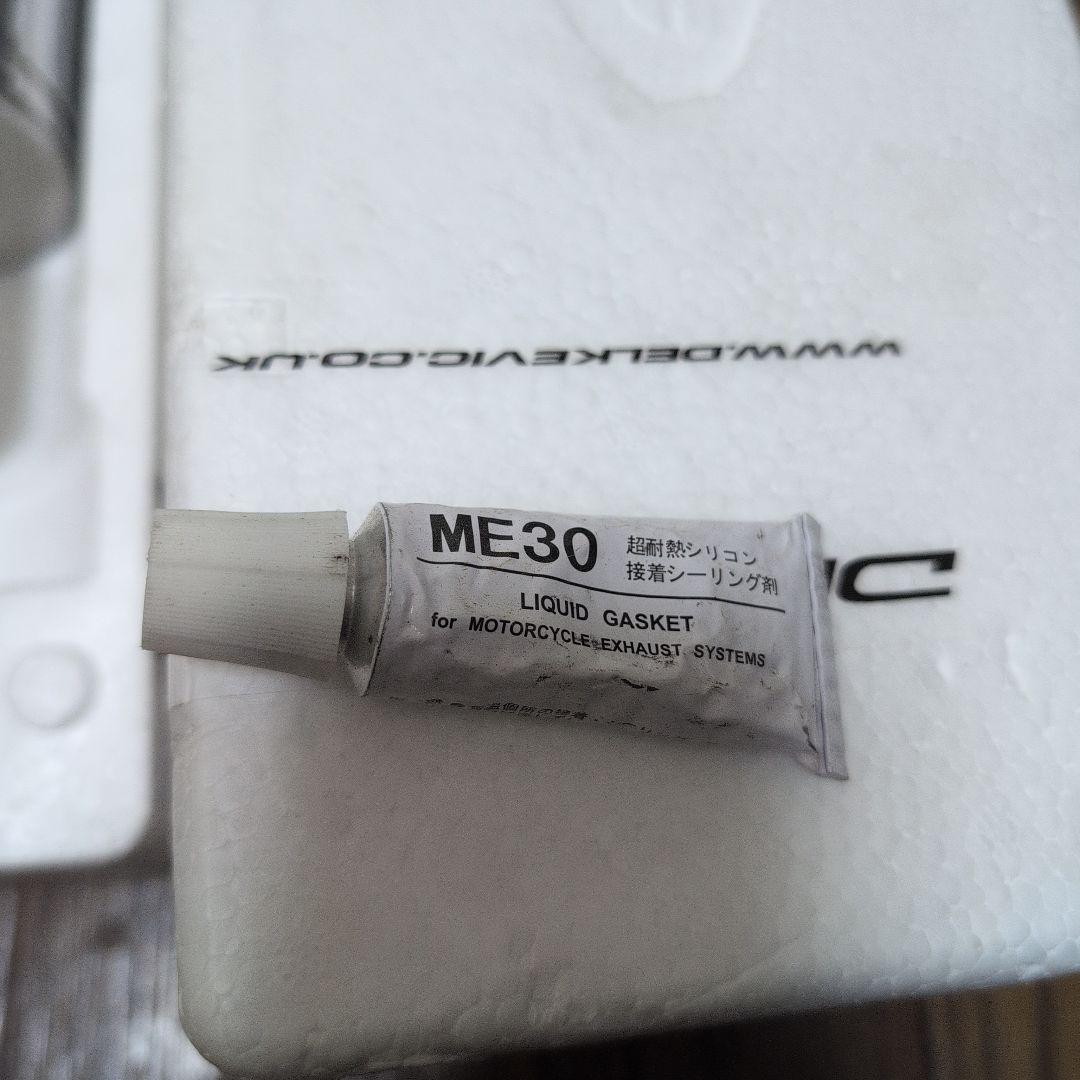 WWW.DELKEVIC.CO.UK
ME30
超耐熱シリコン
接着シーリング剤
LIQUID GASKET
for MOTORCYCLE EXHAUST SYSTEMS